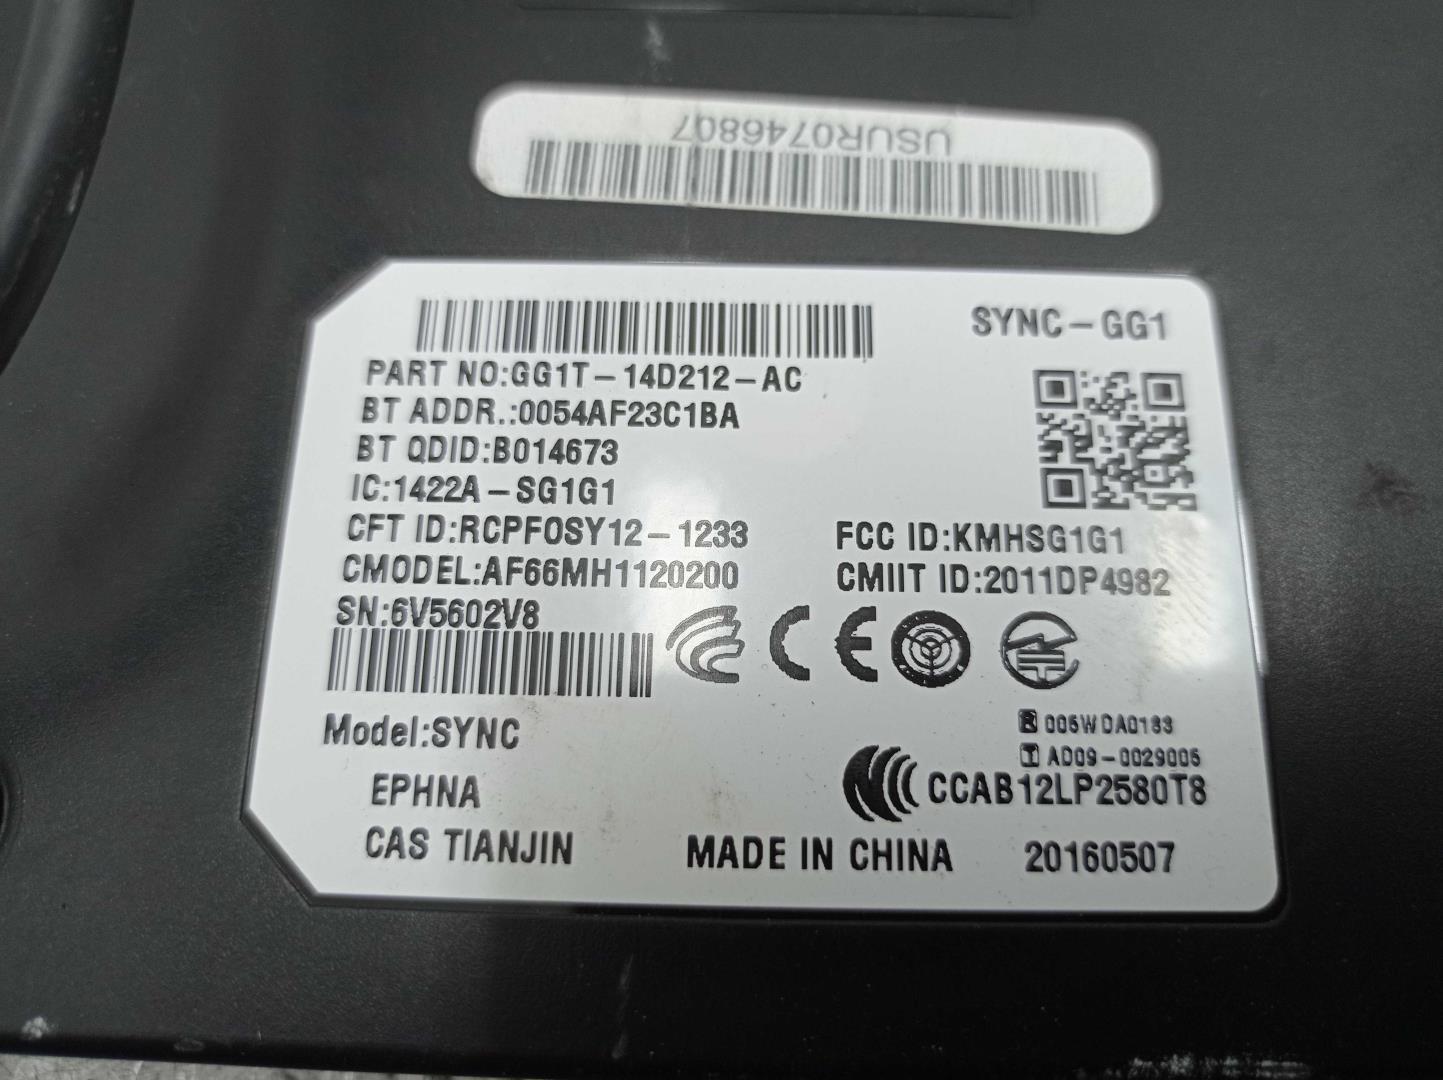 USUR0746807
SYNC-GG1
PART NO:GG1T-14D212-AC
BT ADDR.:0054AF23C1BA
BT QDID:B014673
IC:1422A-SG1G1
CFT ID:RCPFOSY12-1233
FCC ID:KMHSG1G1
CMODEL:AF66MH1120200
CMIIT ID:2011DP4982
SN:6V5602V8
CE
Model:SYNC
R 005WDA0183
T AD09-0029005
EPHNA
CCAB12LP2580T8
CAS TIANJIN
MADE IN CHINA
20160507